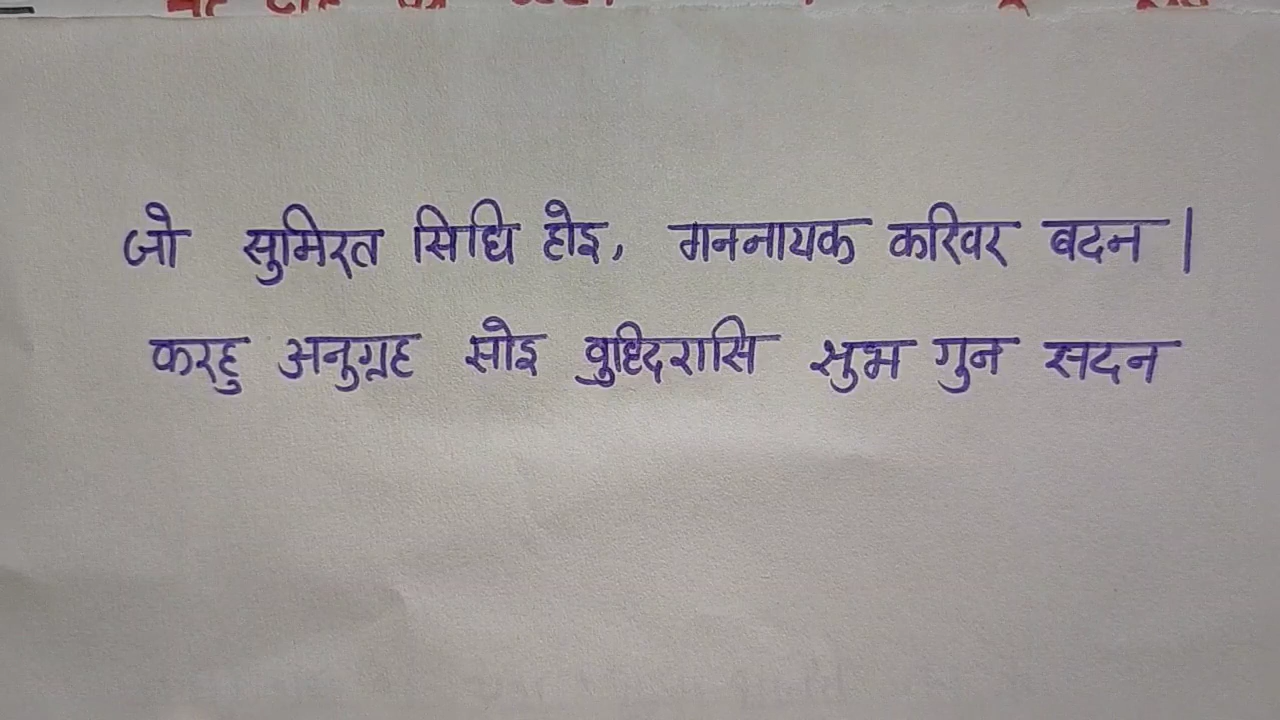 जो सुमिरत सिधि होइ, गननायक करिवर बदन |
करहु अनुग्रह सोइ बुद्दिरासि सुभ गुन सदन